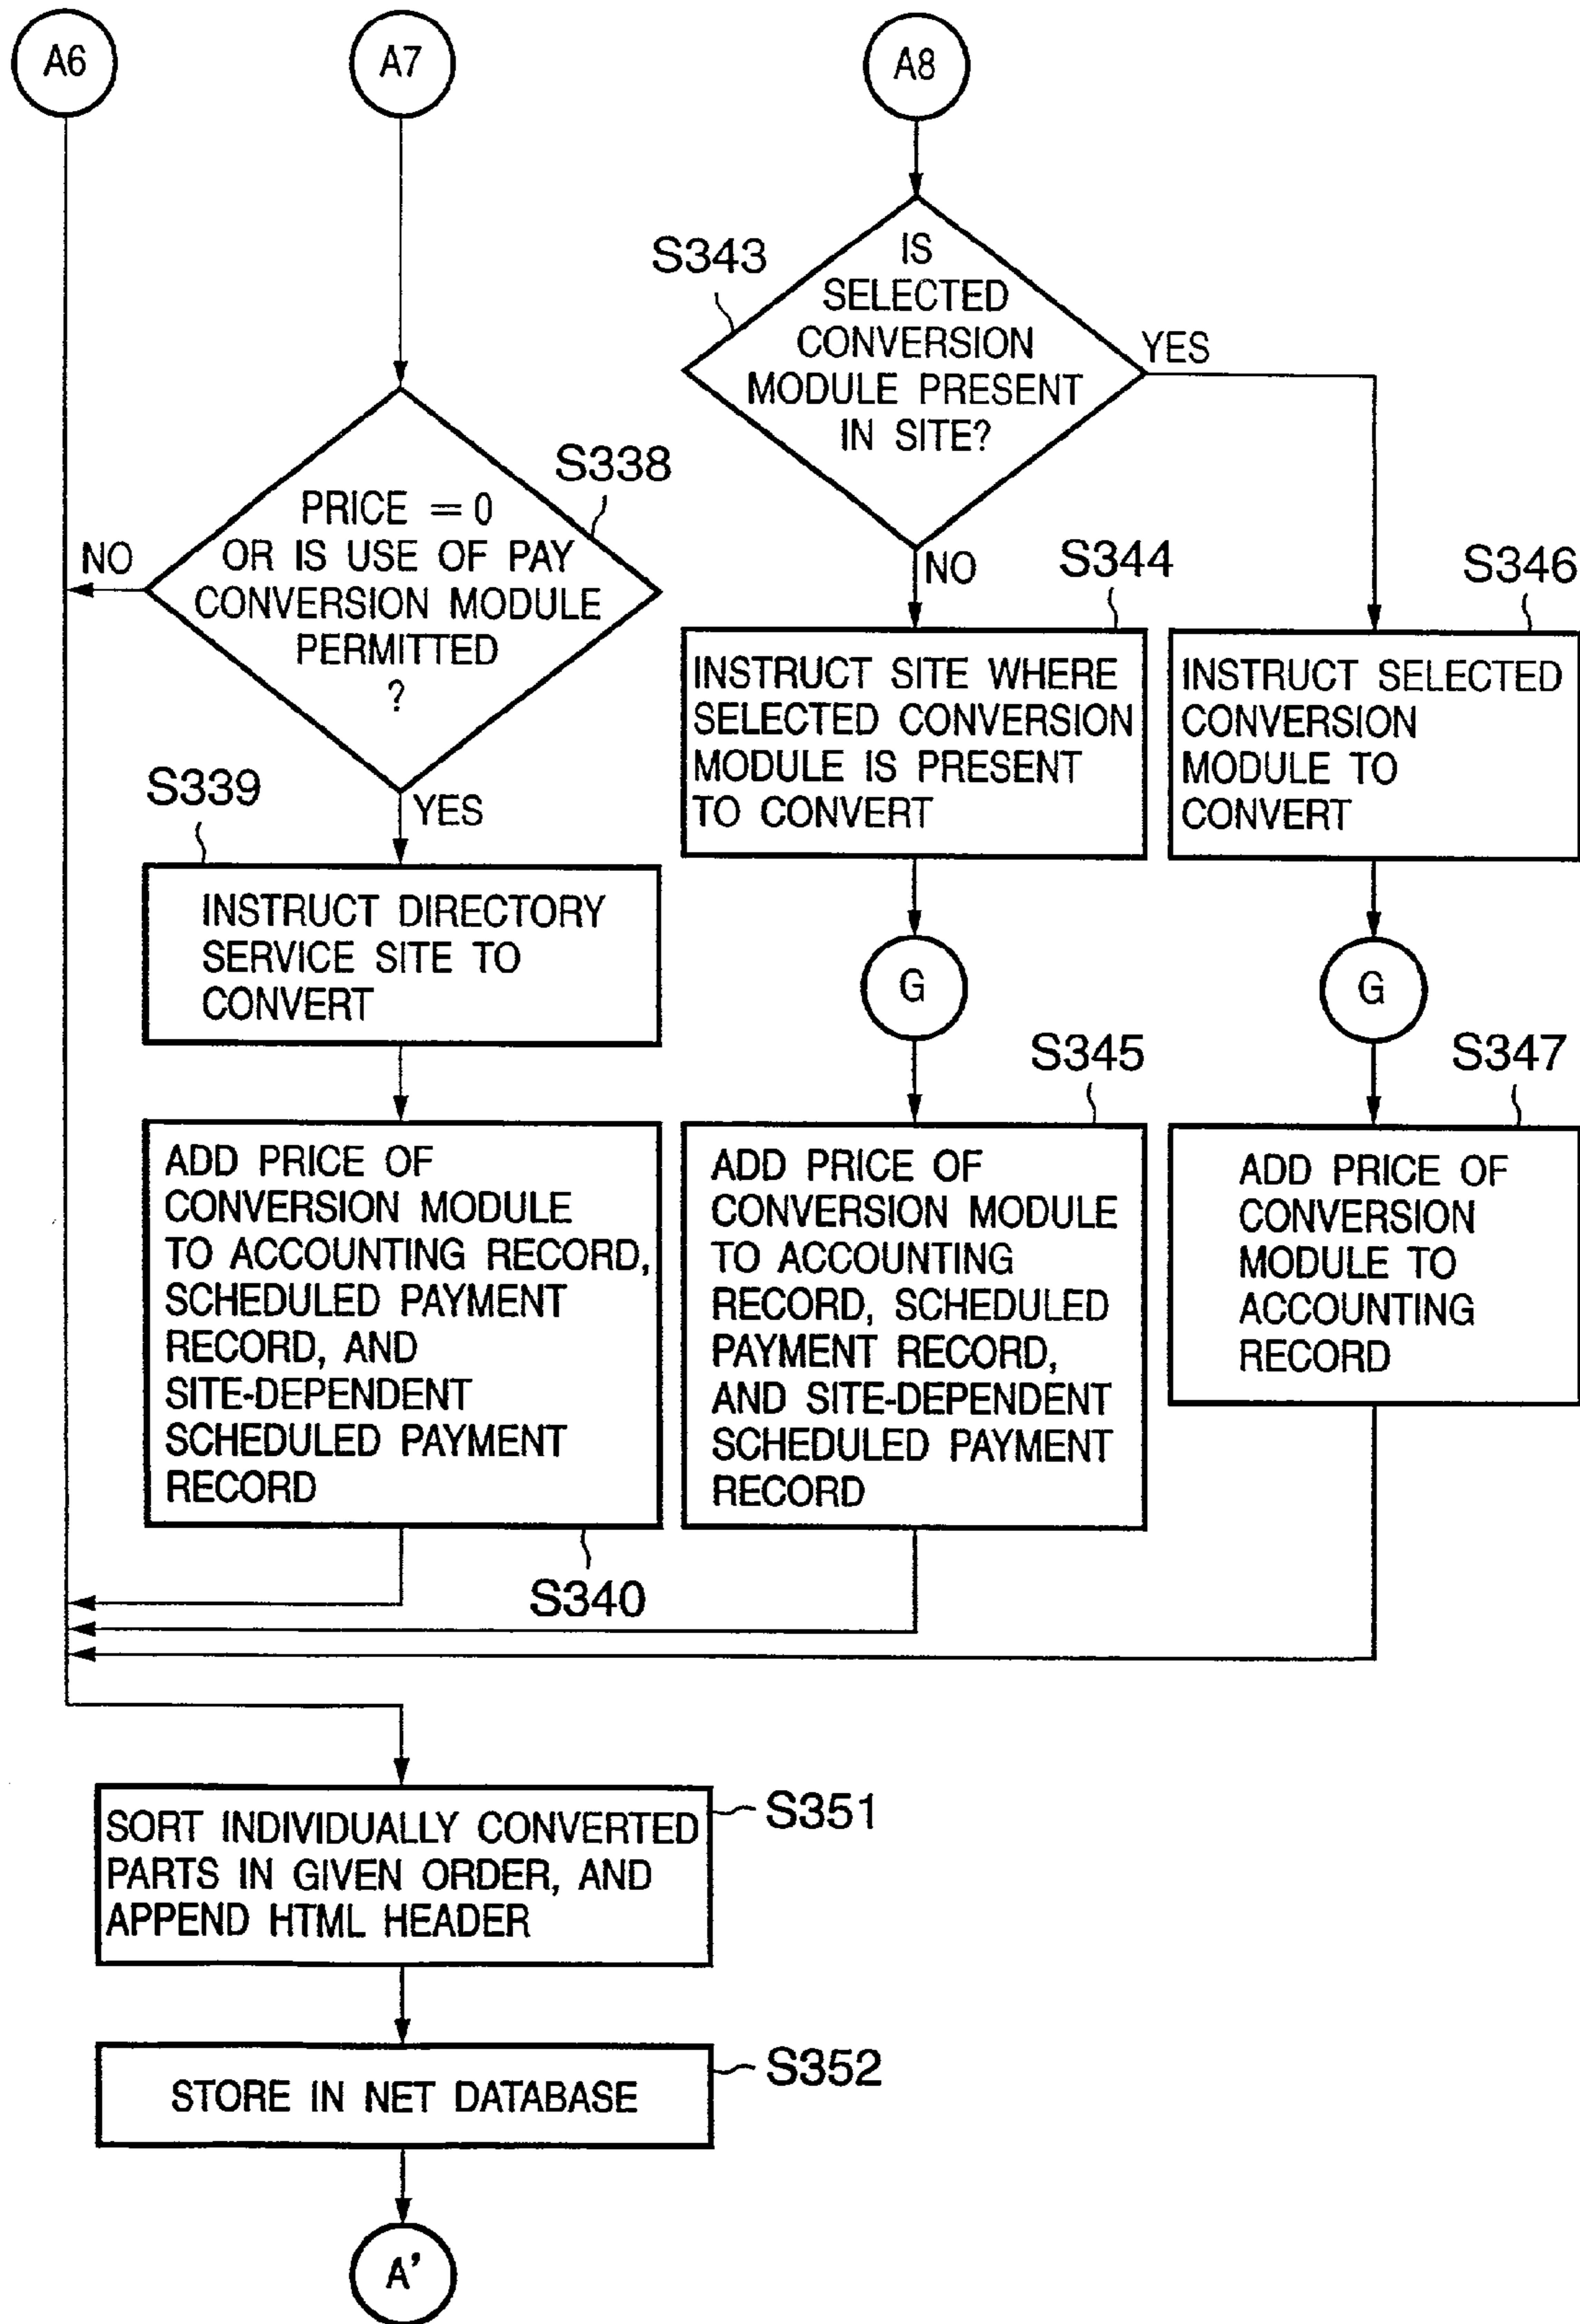 A6
A7
A8
S343
IS
SELECTED
CONVERSION
MODULE PRESENT
IN SITE?
YES
NO
S338
PRICE = 0
OR IS USE OF PAY
CONVERSION MODULE
PERMITTED
?
NO
YES
S344
INSTRUCT SITE WHERE
SELECTED CONVERSION
MODULE IS PRESENT
TO CONVERT
S346
INSTRUCT SELECTED
CONVERSION
MODULE TO
CONVERT
S339
INSTRUCT DIRECTORY
SERVICE SITE TO
CONVERT
G
G
ADD PRICE OF
CONVERSION MODULE
TO ACCOUNTING RECORD,
SCHEDULED PAYMENT
RECORD, AND
SITE-DEPENDENT
SCHEDULED PAYMENT
RECORD
S340
S345
ADD PRICE OF
CONVERSION MODULE
TO ACCOUNTING
RECORD, SCHEDULED
PAYMENT RECORD,
AND SITE-DEPENDENT
SCHEDULED PAYMENT
RECORD
S347
ADD PRICE OF
CONVERSION
MODULE TO
ACCOUNTING
RECORD
SORT INDIVIDUALLY CONVERTED
PARTS IN GIVEN ORDER, AND
APPEND HTML HEADER
S351
STORE IN NET DATABASE
S352
A'